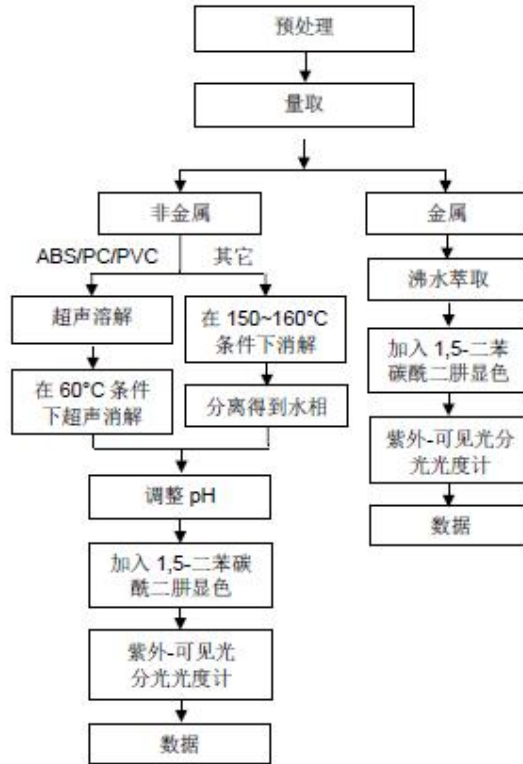 预处理
量取
非金属
金属
ABS/PC/PVC
其它
沸水萃取
超声溶解
在 150~160°C
条件下消解
加入 1,5-二苯
碳酰二肼显色
在 60°C 条件
下超声消解
分离得到水相
紫外-可见光分
光光度计
调整 pH
数据
加入 1,5-二苯碳
酰二肼显色
紫外-可见光
分光光度计
数据